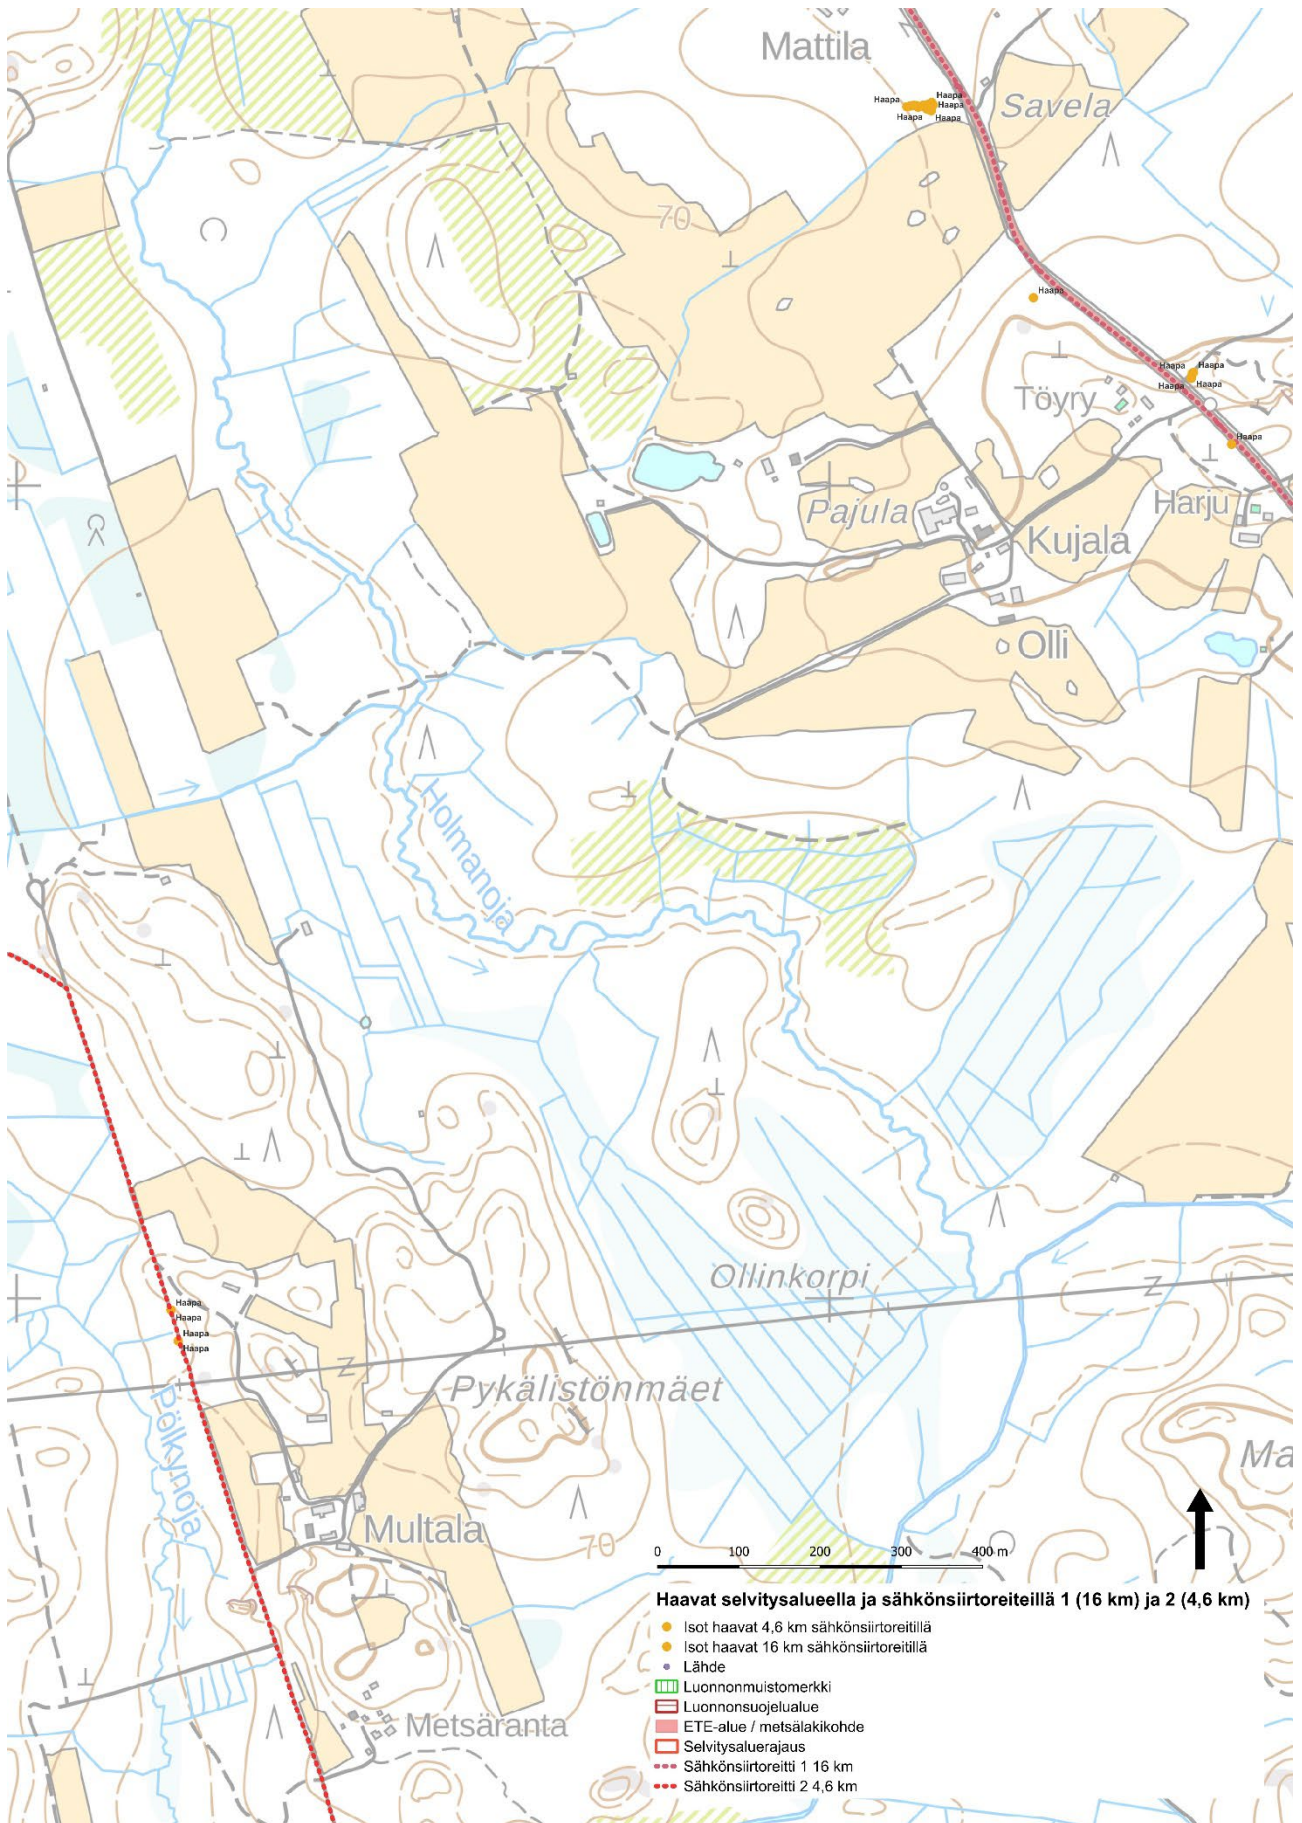 Mattila
Haapa
Haapa
Haapa
Haapa
Haapa
Savela
70
Haapa
Haapa
Haapa
Haapa
Haapa
Töyry
Haapa
Pajula
Harju
Kujala
Olli
Holmanoja
Ollinkorpi
Haapa
Haapa
Haapa
Haapa
Pykälistönmäet
Pölkynoja
Ma
Multala
70
0 100 200 300 400 m
Haavat selvitysalueella ja sähkönsiirtoreiteillä 1 (16 km) ja 2 (4,6 km)
Isot haavat 4,6 km sähkönsiirtoreitillä
Isot haavat 16 km sähkönsiirtoreitillä
Lähde
Luonnonmuistomerkki
Luonnonsuojelualue
ETE-alue / metsälakikohde
Selvitysaluerajaus
Sähkönsiirtoreitti 1 16 km
Sähkönsiirtoreitti 2 4,6 km
Metsäranta